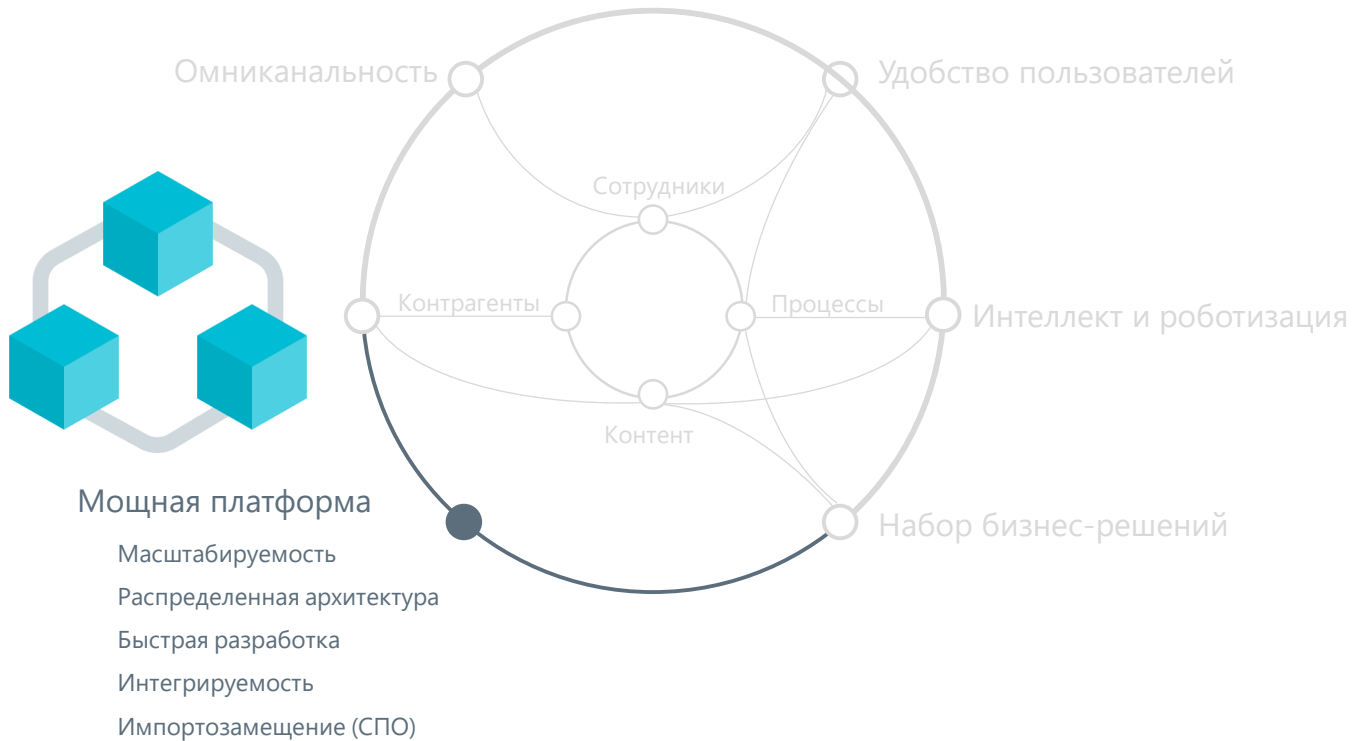 Омниканальность
Удобство пользователей
Сотрудники
Контрагенты
Процессы
Интеллект и роботизация
Контент
Мощная платформа
Набор бизнес-решений
Масштабируемость
Распределенная архитектура
Быстрая разработка
Интегрируемость
Импортозамещение (СПО)